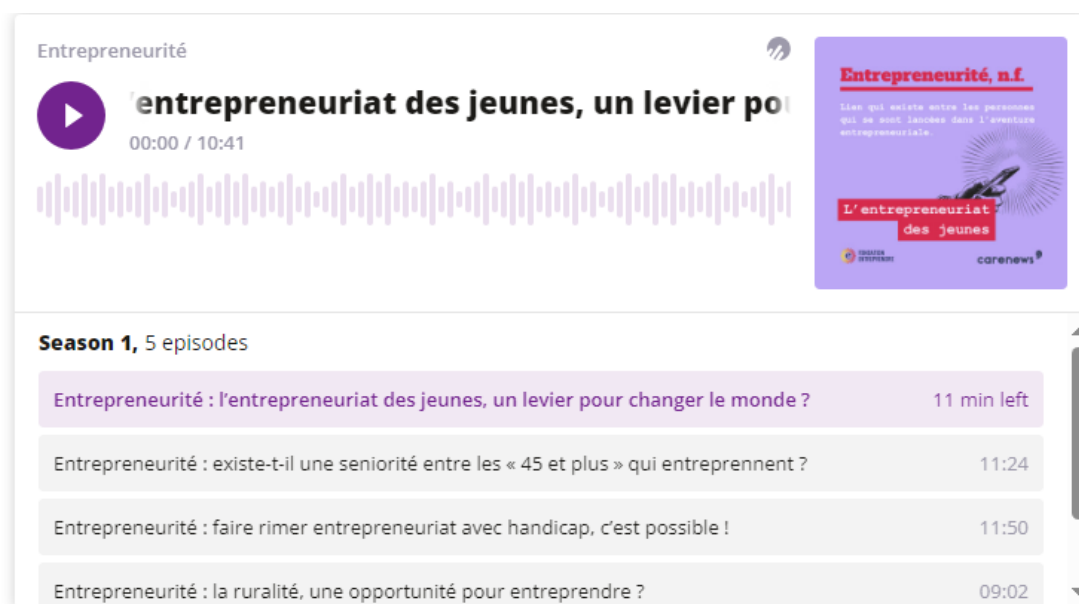 Entrepreneurité
'entrepreneuriat des jeunes, un levier po
00:00 / 10:41
Entrepreneurité, n.f.
Lien qui existe entre les personnes
qui se sont lancées dans l'aventure
entrepreneuriale.
L'entrepreneuriat
des jeunes
carenews
Season 1, 5 episodes
Entrepreneurité : l'entrepreneuriat des jeunes, un levier pour changer le monde ? 11 min left
Entrepreneurité : existe-t-il une seniorité entre les « 45 et plus » qui entreprennent ? 11:24
Entrepreneurité : faire rimer entrepreneuriat avec handicap, c'est possible ! 11:50
Entrepreneurité : la ruralité, une opportunité pour entreprendre ? 09:02